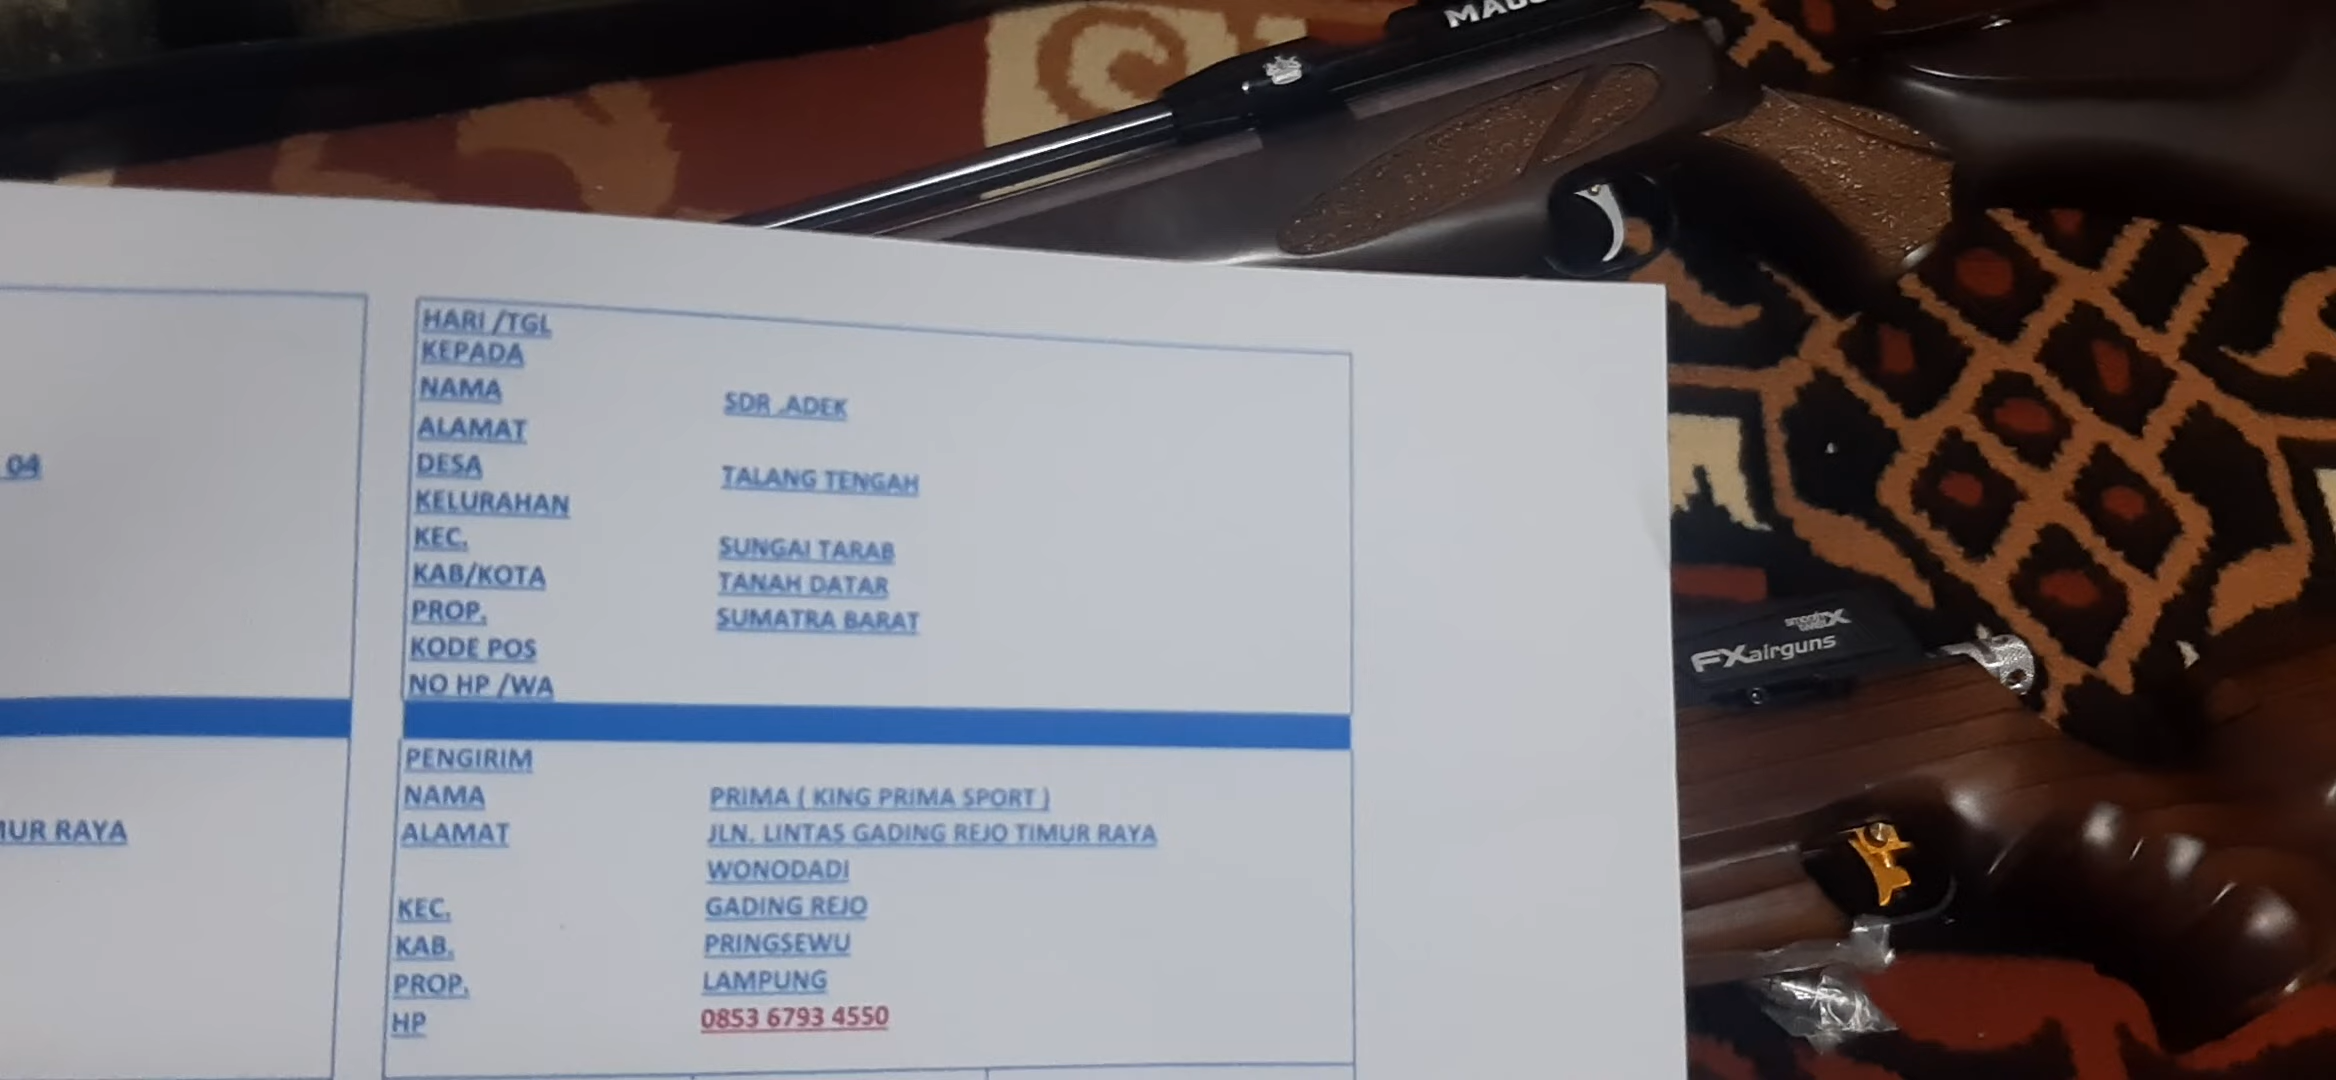 HARI /TGL
KEPADA
NAMA SDR .ADEK
ALAMAT
DESA TALANG TENGAH
KELURAHAN
KEC. SUNGAI TARAB
KAB/KOTA TANAH DATAR
PROP. SUMATRA BARAT
KODE POS
NO HP /WA
PENGIRIM
NAMA PRIMA ( KING PRIMA SPORT )
ALAMAT JLN. LINTAS GADING REJO TIMUR RAYA
WONODADI
KEC. GADING REJO
KAB. PRINGSEWU
PROP. LAMPUNG
HP 0853 6793 4550
04
RAYA
FXairguns